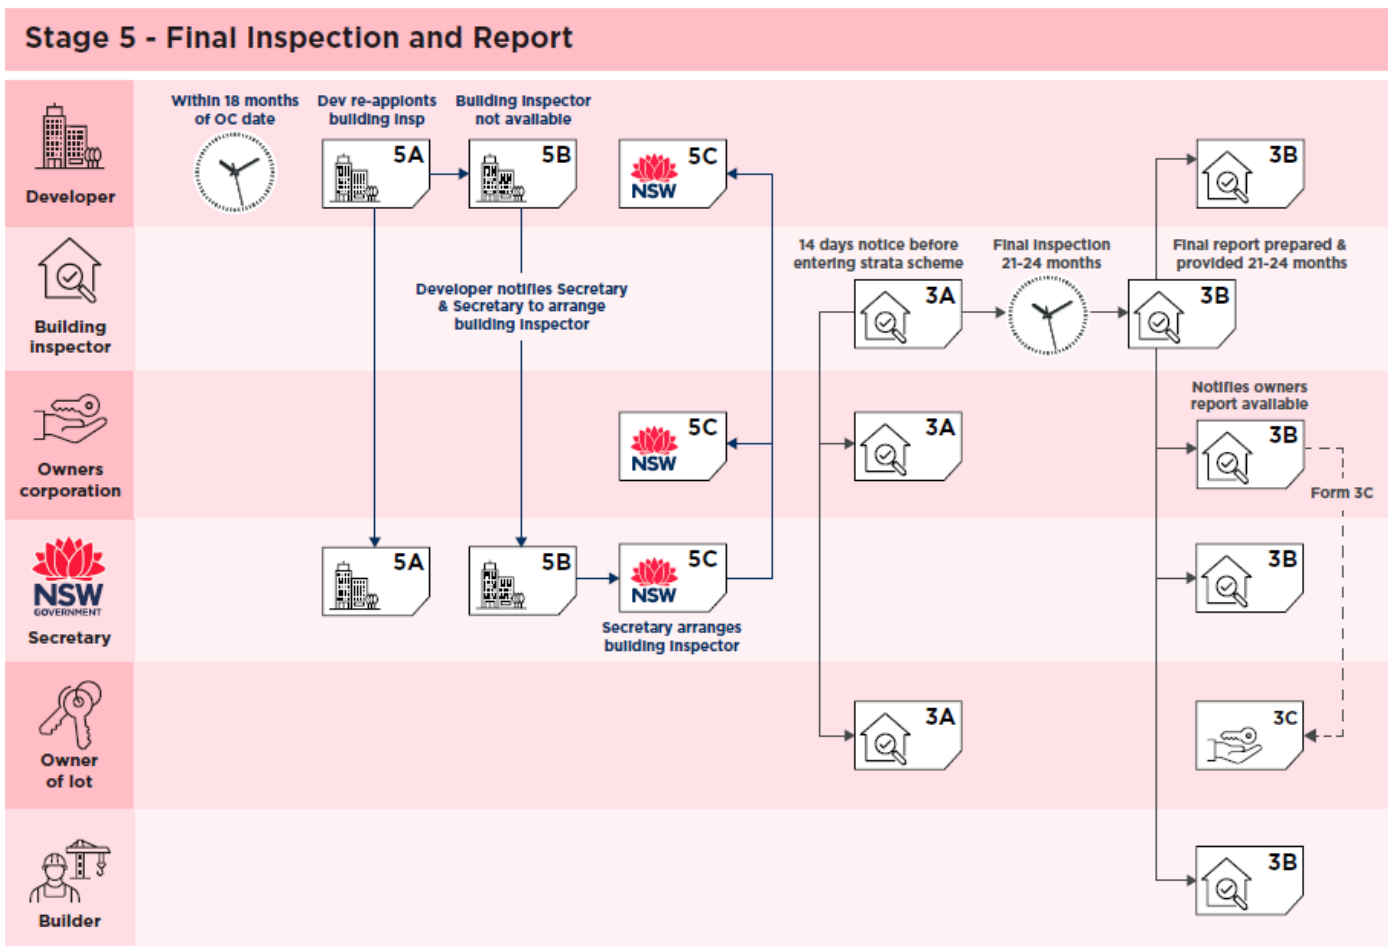 Stage 5 - Final Inspection and Report
Within 18 months
of OC date
Dev re-appionts
building insp
Building Inspector
not available
5A
5B
NSW
5C
3B
Developer
14 days notice before
entering strata scheme
Final inspection
21-24 months
Final report prepared &
provided 21-24 months
3A
3B
Developer notifies Secretary
& Secretary to arrange
building inspector
Building
inspector
Notifies owners
report available
NSW
5C
3A
3B
Owners
corporation
Form 3C
NSW
GOVERNMENT
Secretary
5A
5B
NSW
5C
3B
Secretary arranges
building inspector
3A
3C
Owner
of lot
3B
Builder